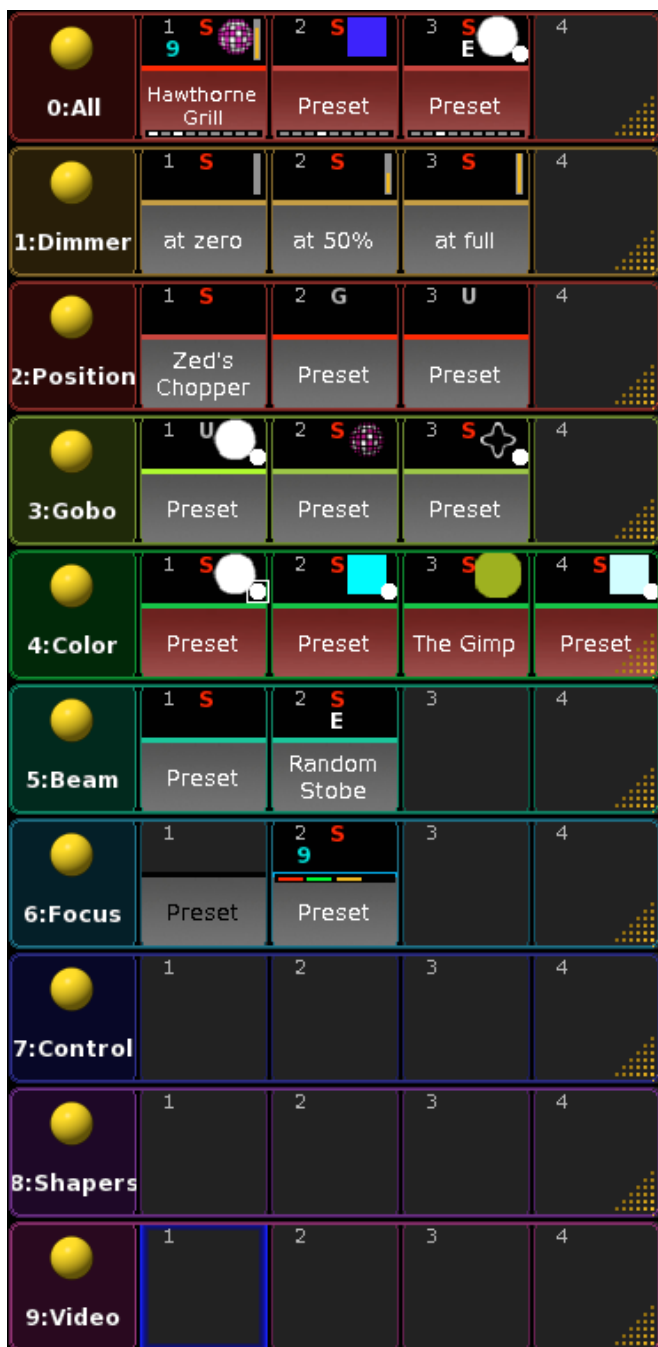 1 S 2 S 3 S 4
9 E
0:All Hawthorne Grill Preset Preset
1 S 2 S 3 S 4
1:Dimmer at zero at 50% at full
1 S 2 G 3 U 4
2:Position Zed's Chopper Preset Preset
1 U 2 S 3 S 4
3:Gobo Preset Preset Preset
1 S 2 S 3 S 4 S
4:Color Preset Preset The Gimp Preset
1 S 2 S 3 4
E
5:Beam Preset Random Stobe
1 2 S 3 4
9
6:Focus Preset Preset
1 2 3 4
7:Control
1 2 3 4
8:Shapers
1 2 3 4
9:Video